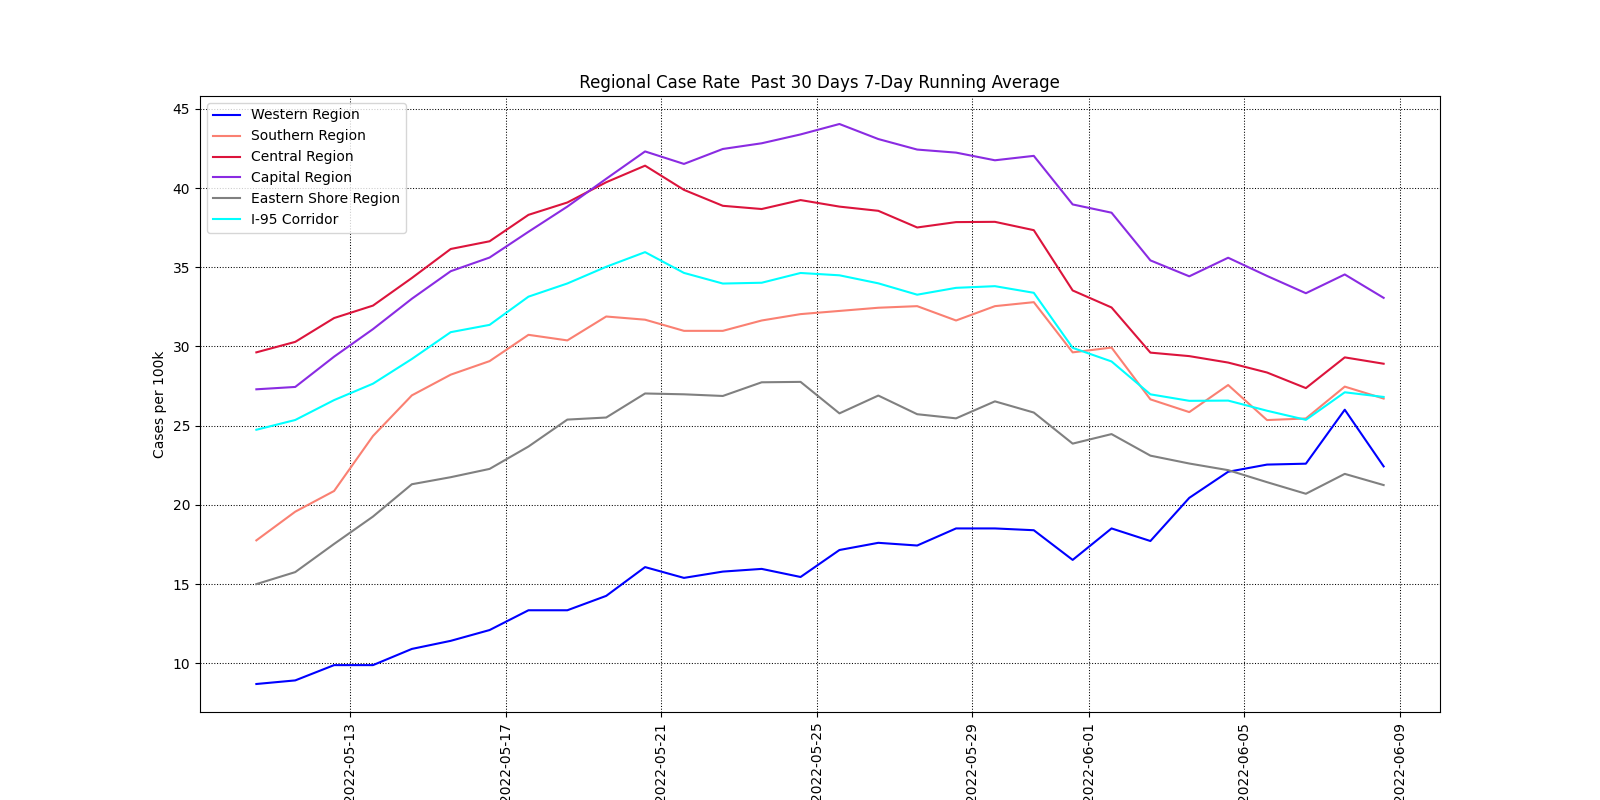 Regional Case Rate  Past 30 Days 7-Day Running Average
Western Region
Southern Region
Central Region
Capital Region
Eastern Shore Region
I-95 Corridor
Cases per 100k
45
40
35
30
25
20
15
10
2022-05-13
2022-05-17
2022-05-21
2022-05-25
2022-05-29
2022-06-01
2022-06-05
2022-06-09